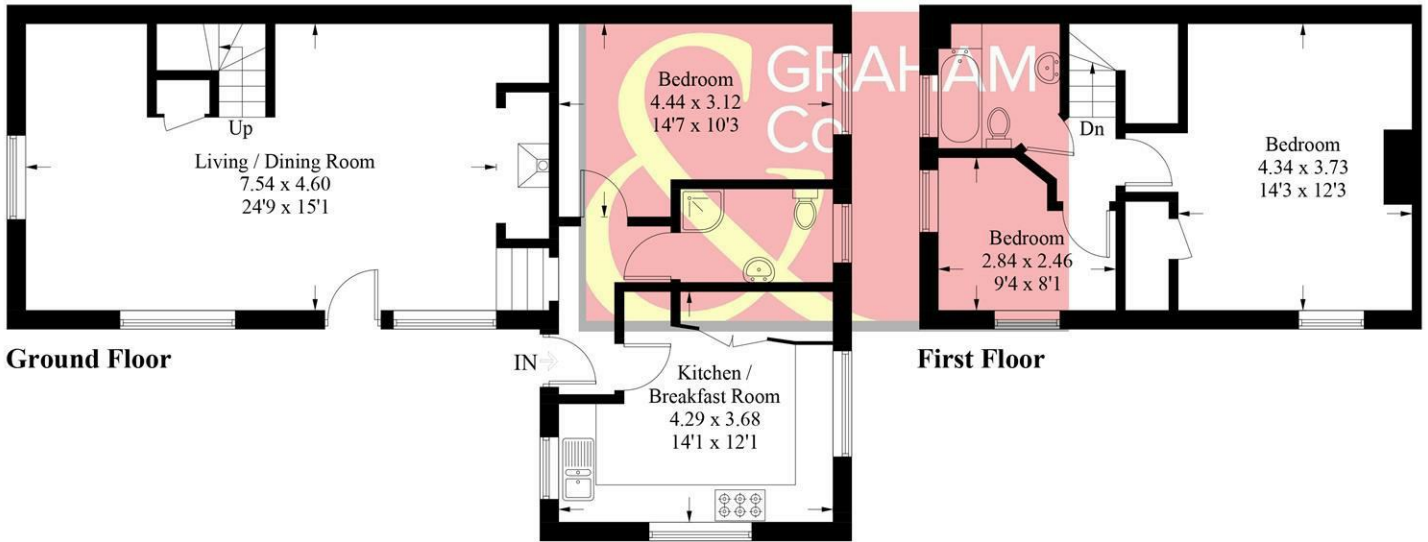 Living / Dining Room
7.54 x 4.60
24'9 x 15'1
Up
Bedroom
4.44 x 3.12
14'7 x 10'3
GRAHAM
Co
&
Ground Floor
IN
Kitchen /
Breakfast Room
4.29 x 3.68
14'1 x 12'1
Dn
Bedroom
4.34 x 3.73
14'3 x 12'3
Bedroom
2.84 x 2.46
9'4 x 8'1
First Floor